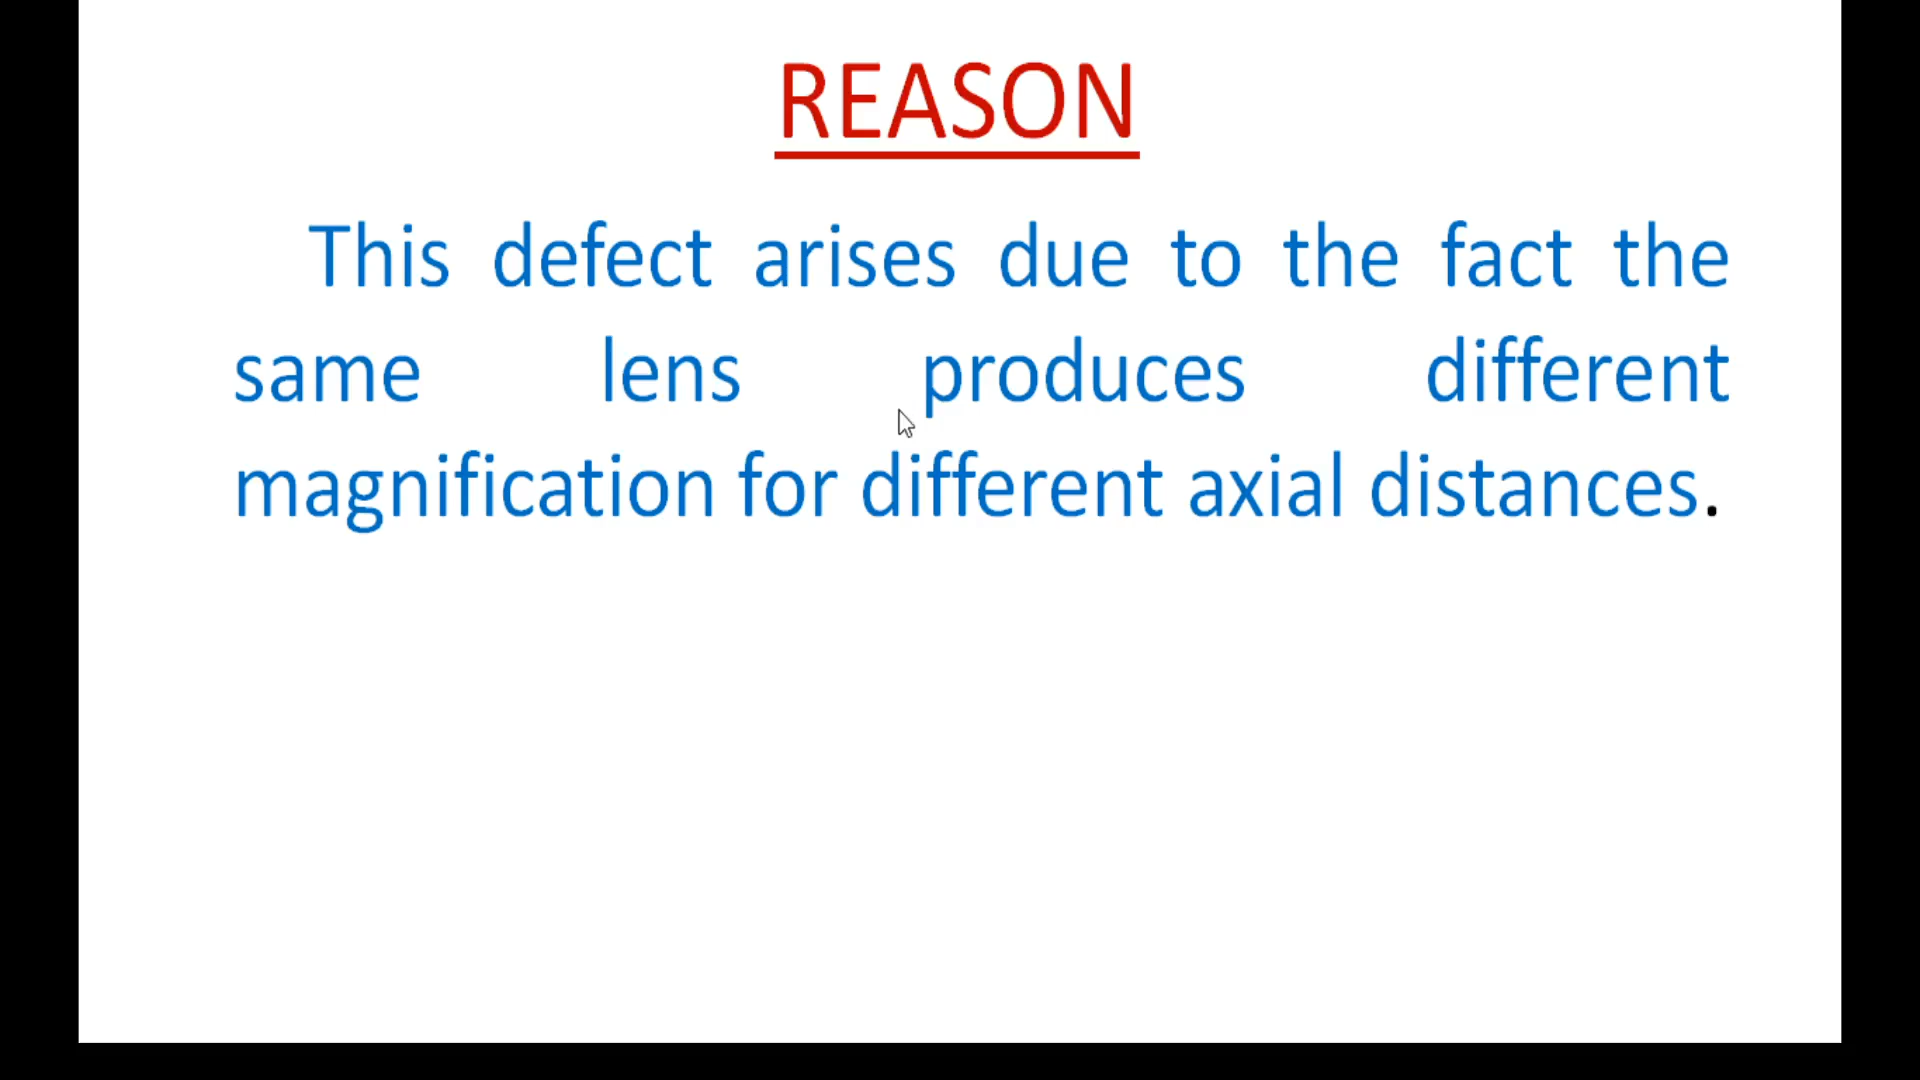 REASON
This defect arises due to the fact the
same lens produces different
magnification for different axial distances.